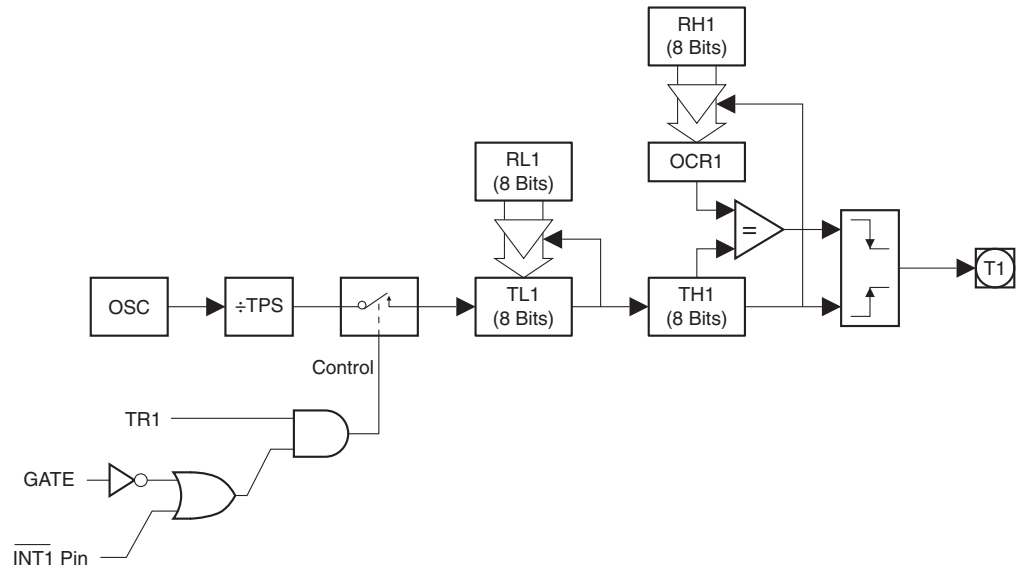 RH1
(8 Bits)
OCR1
RL1
(8 Bits)
=
T1
OSC
÷TPS
TL1
(8 Bits)
TH1
(8 Bits)
Control
TR1
GATE
INT1 Pin